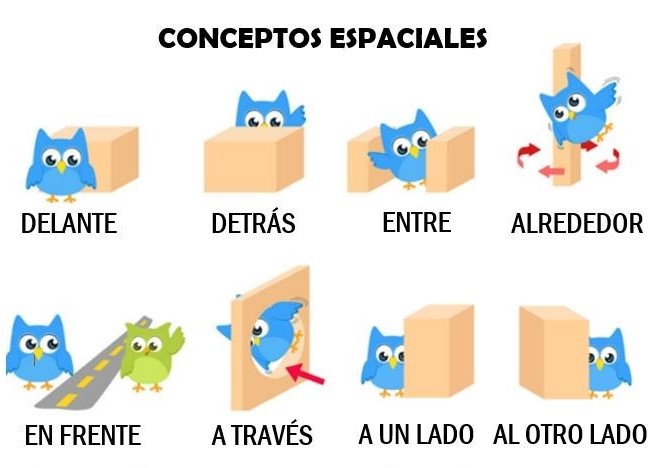 CONCEPTOS ESPACIALES
DELANTE
DETRÁS
ENTRE
ALREDEDOR
EN FRENTE
A TRAVÉS
A UN LADO
AL OTRO LADO